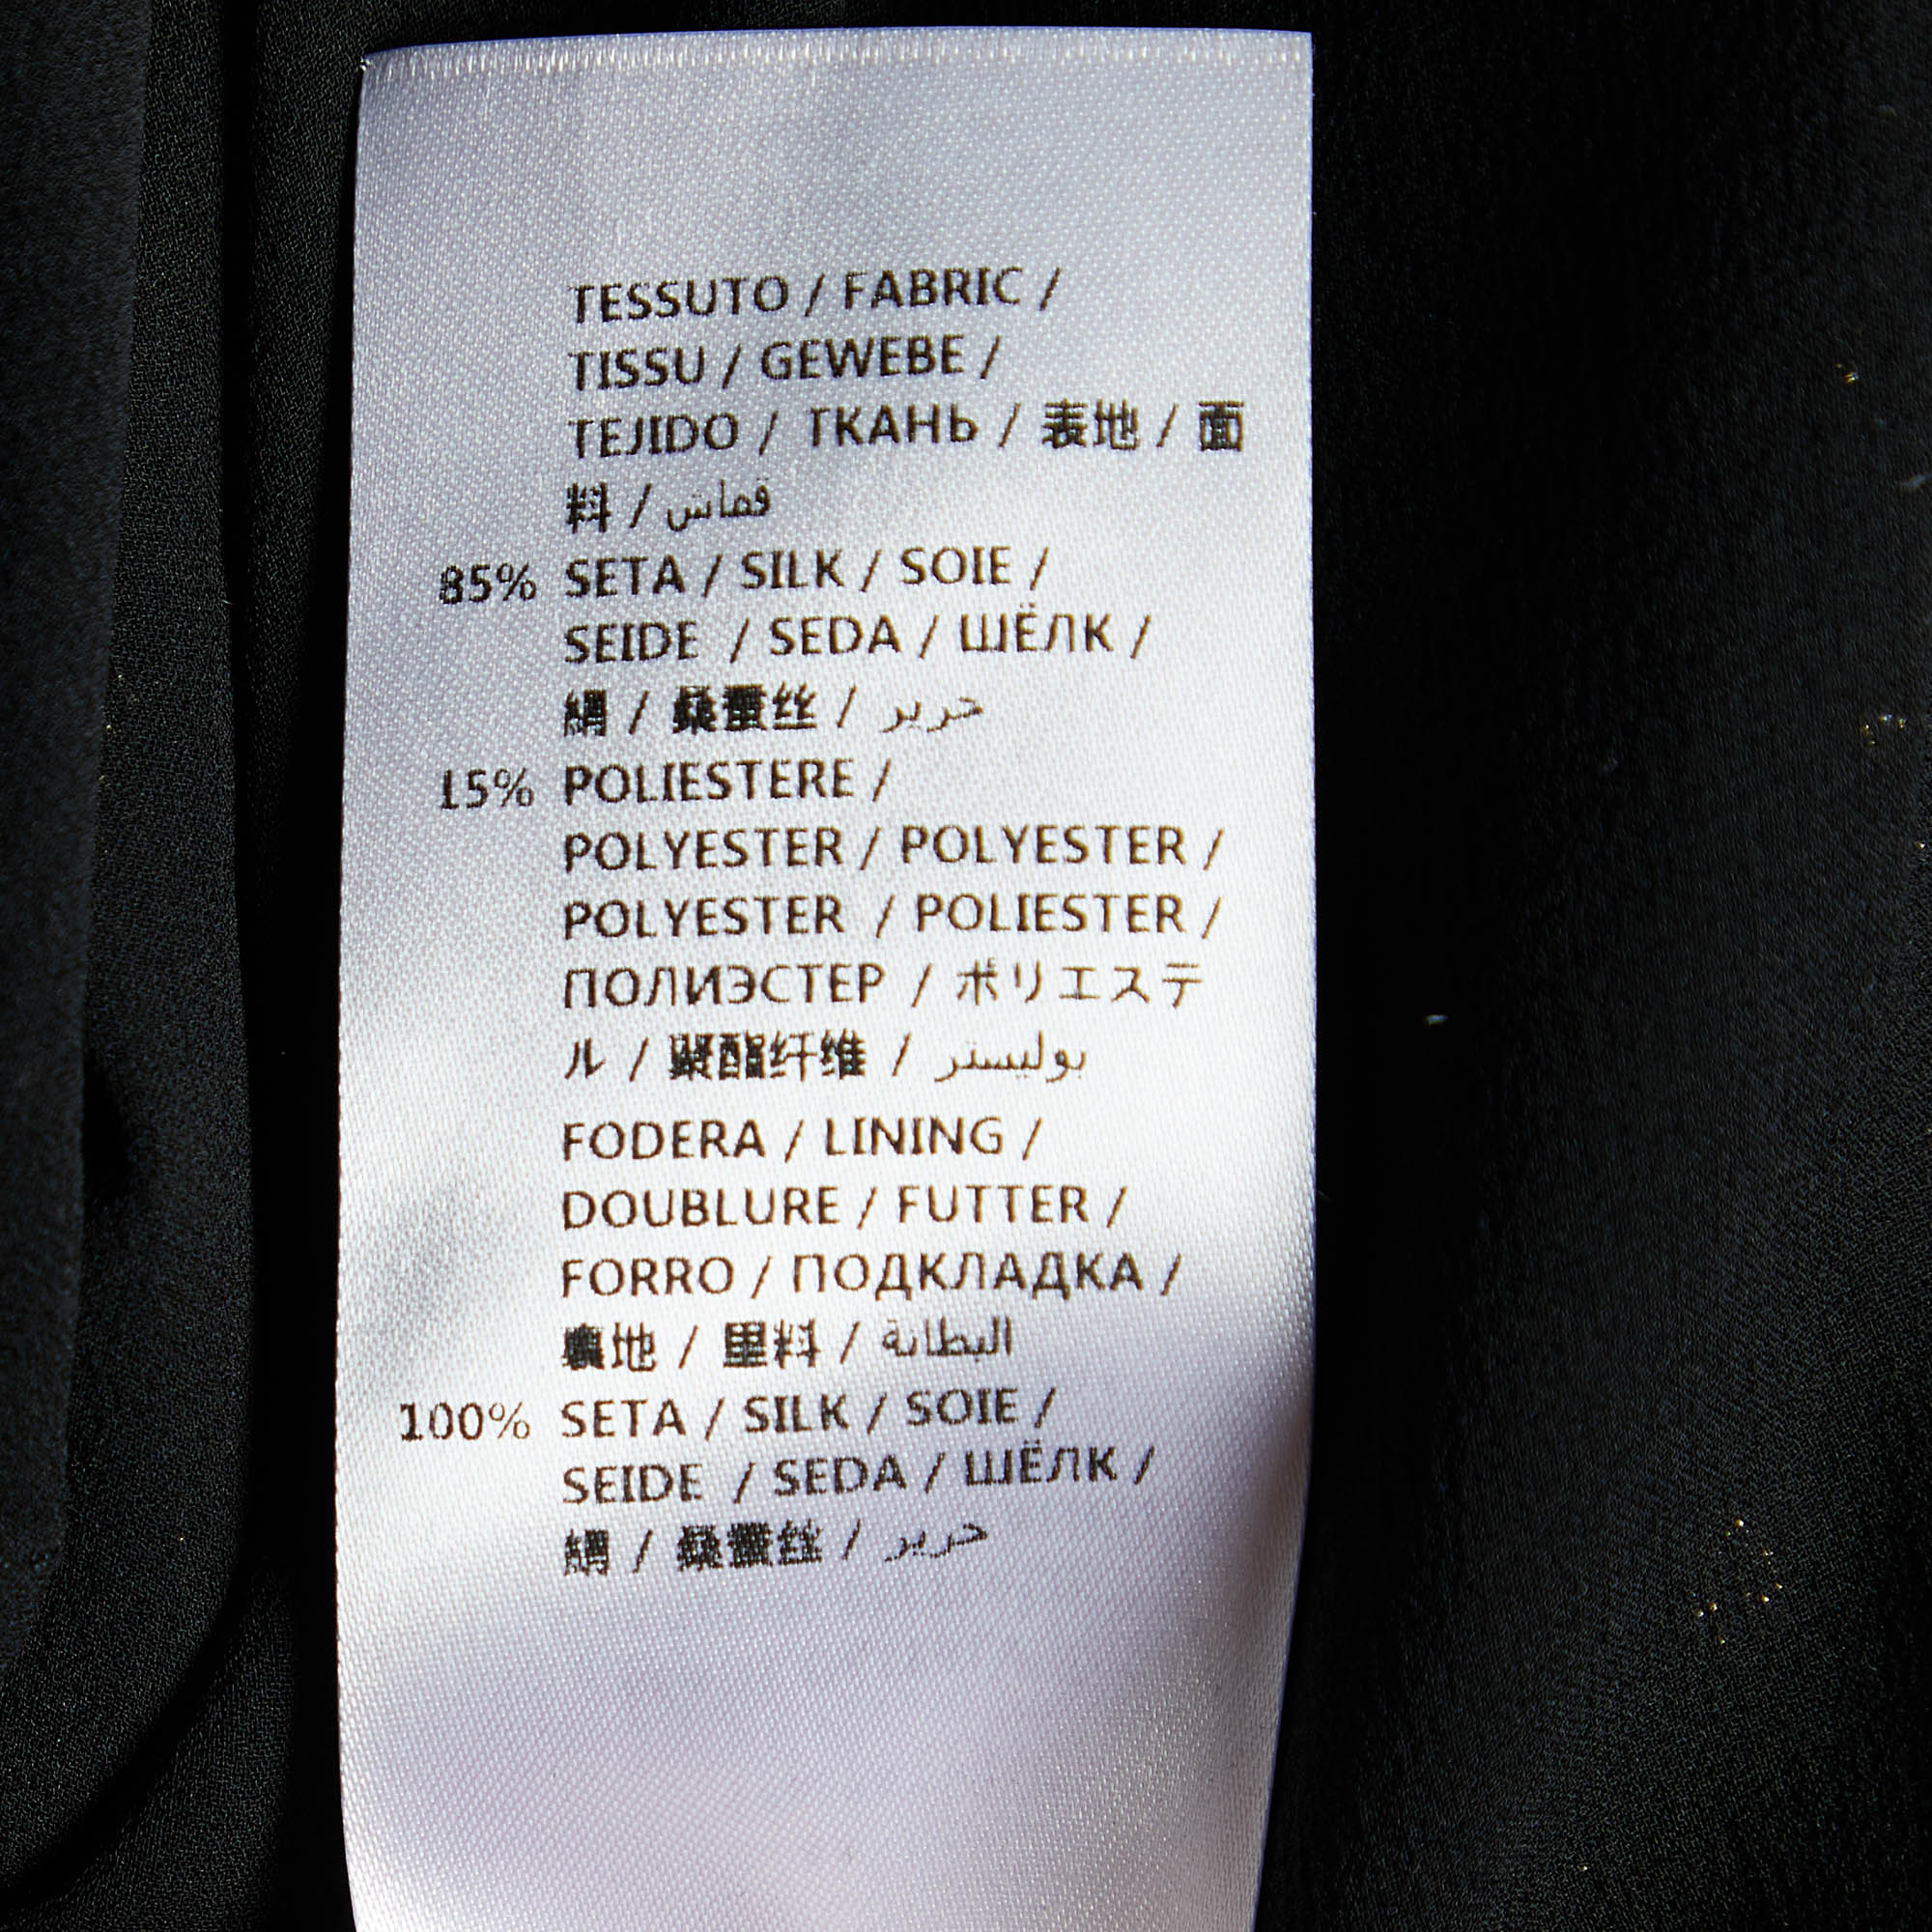 TESSUTO / FABRIC /
TISSU / GEWEBE /
TEJIDO / ТКАНЬ / 表地 / 面
料 / قماش
85% SETA / SILK / SOIE /
SEIDE / SEDA / ШЁЛК /
絹 / 桑蚕丝 / حرير
15% POLIESTERE /
POLYESTER / POLYESTER /
POLYESTER / POLIESTER /
ПОЛИЭСТЕР / ポリエステ
ル / 聚酯纤维 / بوليستر
FODERA / LINING /
DOUBLURE / FUTTER /
FORRO / ПОДКЛАДКА /
裏地 / 里料 / البطانة
100% SETA / SILK / SOIE /
SEIDE / SEDA / ШЁЛК /
絹 / 桑蚕丝 / حرير